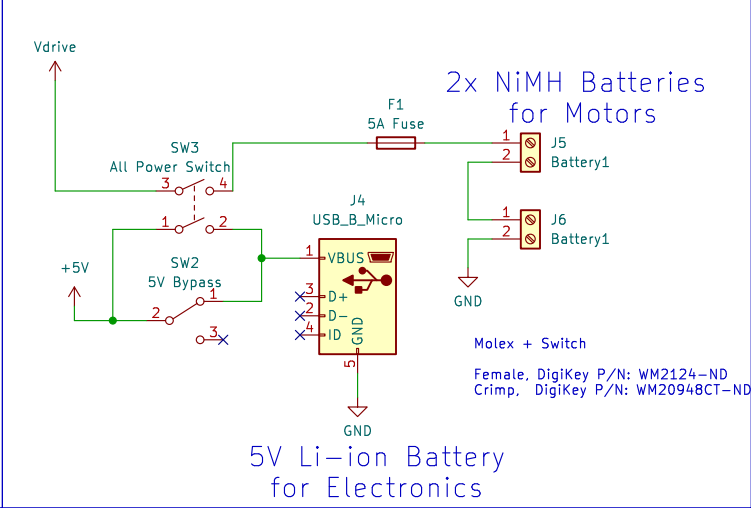 Vdrive
2x NiMH Batteries
for Motors
F1
5A Fuse
1
J5
2
Battery1
SW3
All Power Switch
3
4
J4
USB_B_Micro
1
2
1
J6
2
Battery1
1
VBUS
+5V
SW2
5V Bypass
1
2
3
3
D+
2
D-
4
ID
GND
5
GND
GND
Molex + Switch
Female, DigiKey P/N: WM2124-ND
Crimp,  DigiKey P/N: WM20948CT-ND
5V Li-ion Battery
for Electronics